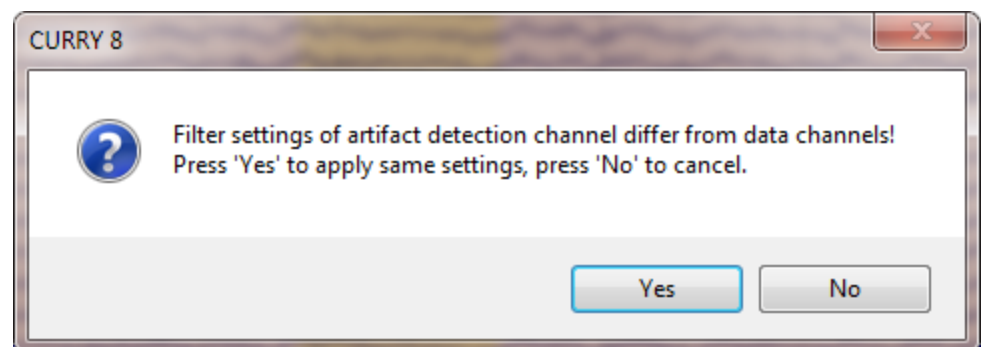 CURRY 8
Filter settings of artifact detection channel differ from data channels!
Press 'Yes' to apply same settings, press 'No' to cancel.
Yes
No